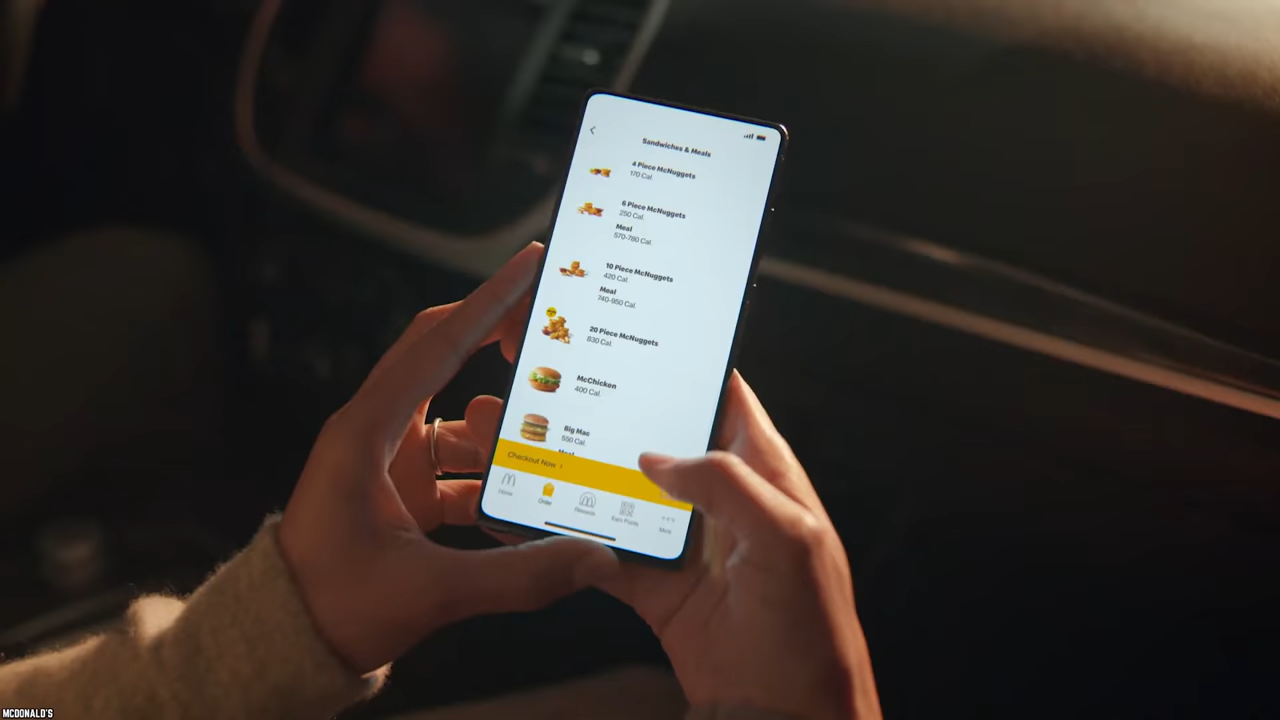 Sandwiches & Meals
4 Piece McNuggets
170 Cal.
6 Piece McNuggets
250 Cal.
Meal
570-780 Cal.
10 Piece McNuggets
420 Cal.
Meal
740-950 Cal.
20 Piece McNuggets
830 Cal.
McChicken
400 Cal.
Big Mac
550 Cal.
Meal
Checkout Now
Home
Order
Rewards
Earn Points
More
MCDONALD'S